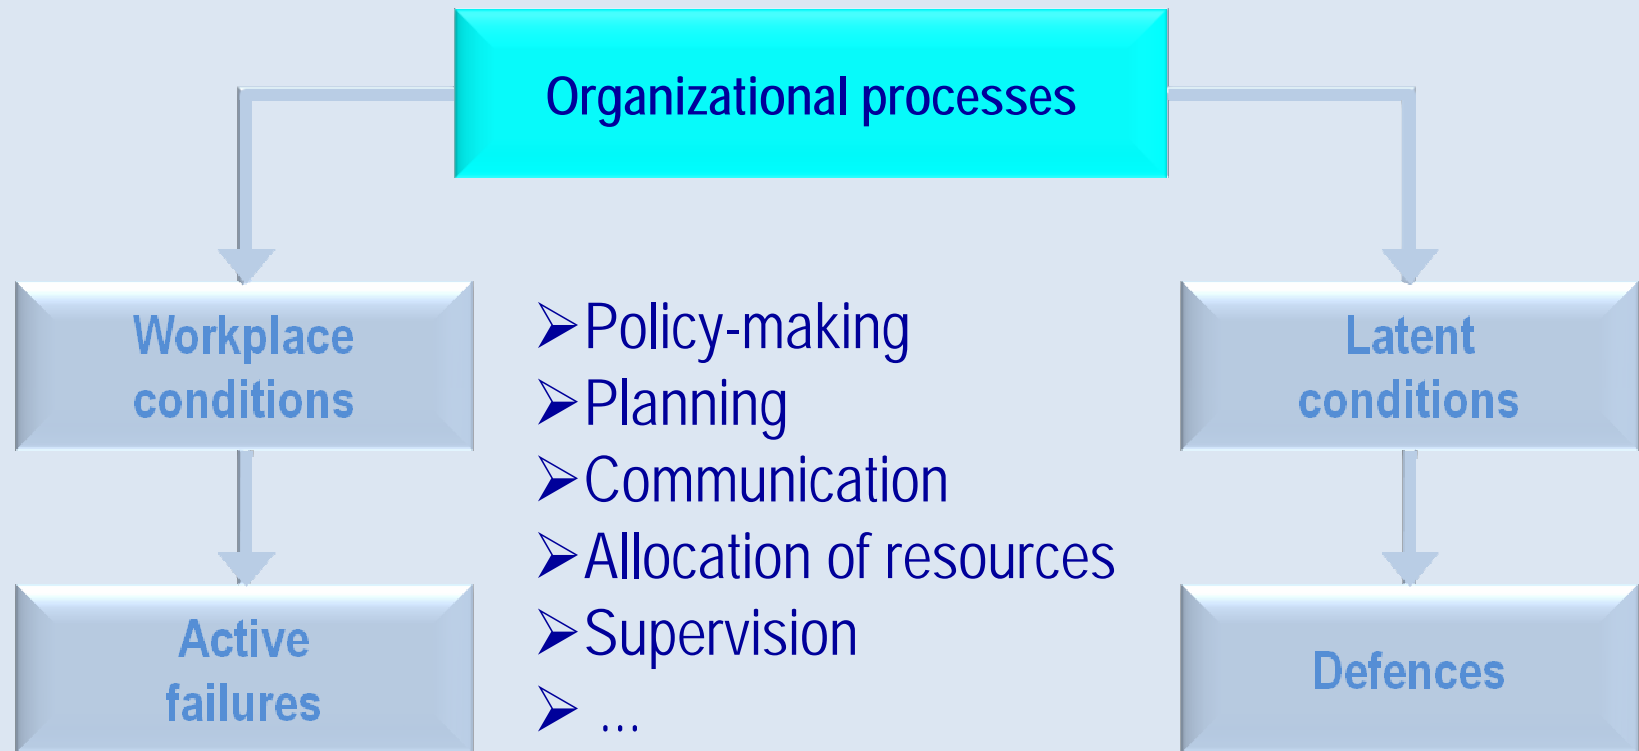 Organizational processes
Workplace
conditions
➢Policy-making
➢Planning
➢Communication
➢Allocation of resources
➢Supervision
➢ ...
Latent
conditions
Active
failures
Defences